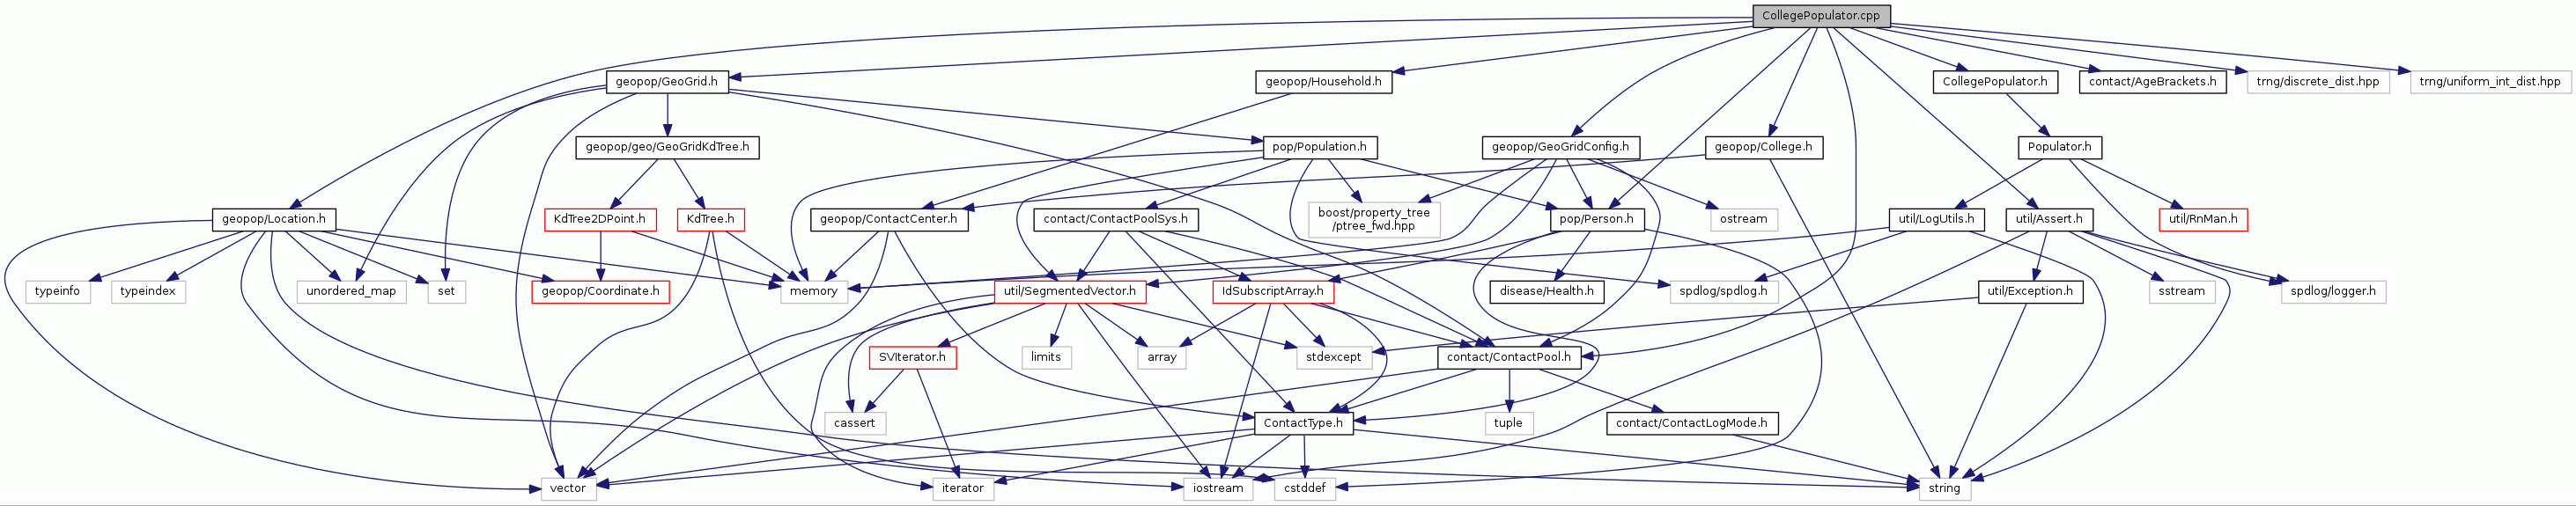 CollegePopulator.cpp
geopop/GeoGrid.h
geopop/Household.h
CollegePopulator.h
contact/AgeBrackets.h
trng/discrete_dist.hpp
trng/uniform_int_dist.hpp
geopop/geo/GeoGridKdTree.h
pop/Population.h
geopop/GeoGridConfig.h
geopop/College.h
Populator.h
geopop/Location.h
KdTree2DPoint.h
KdTree.h
geopop/ContactCenter.h
contact/ContactPoolSys.h
boost/property_tree
/ptree_fwd.hpp
pop/Person.h
ostream
util/LogUtils.h
util/Assert.h
util/RnMan.h
typeinfo
typeindex
unordered_map
set
geopop/Coordinate.h
memory
util/SegmentedVector.h
IdSubscriptArray.h
disease/Health.h
spdlog/spdlog.h
util/Exception.h
sstream
spdlog/logger.h
SVIterator.h
limits
array
stdexcept
contact/ContactPool.h
cassert
ContactType.h
tuple
contact/ContactLogMode.h
vector
iterator
iostream
cstddef
string